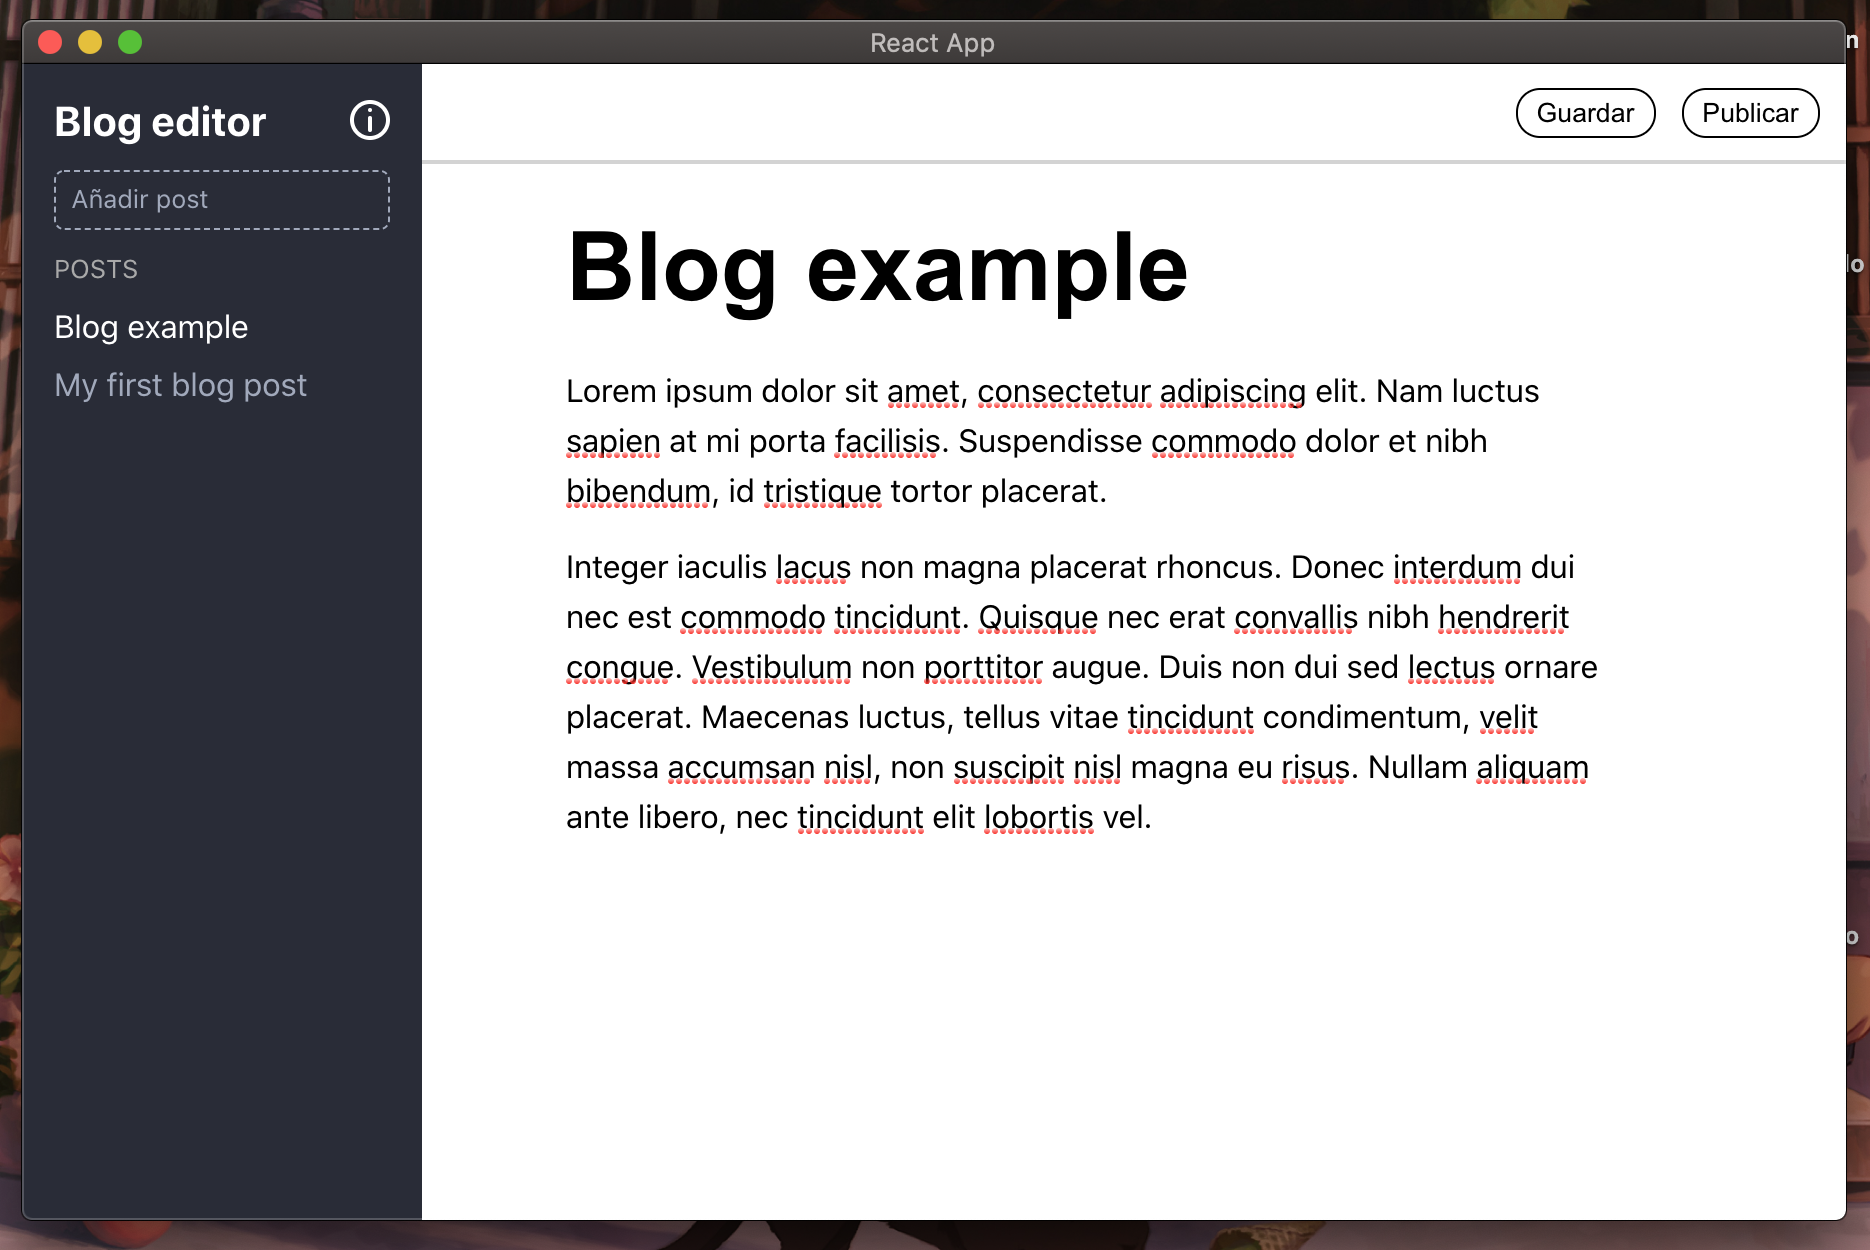 React App
Blog editor
Añadir post
POSTS
Blog example
My first blog post
Guardar
Publicar
Blog example
Lorem ipsum dolor sit amet, consectetur adipiscing elit. Nam luctus
sapien at mi porta facilisis. Suspendisse commodo dolor et nibh
bibendum, id tristique tortor placerat.
Integer iaculis lacus non magna placerat rhoncus. Donec interdum dui
nec est commodo tincidunt. Quisque nec erat convallis nibh hendrerit
congue. Vestibulum non porttitor augue. Duis non dui sed lectus ornare
placerat. Maecenas luctus, tellus vitae tincidunt condimentum, velit
massa accumsan nisl, non suscipit nisl magna eu risus. Nullam aliquam
ante libero, nec tincidunt elit lobortis vel.